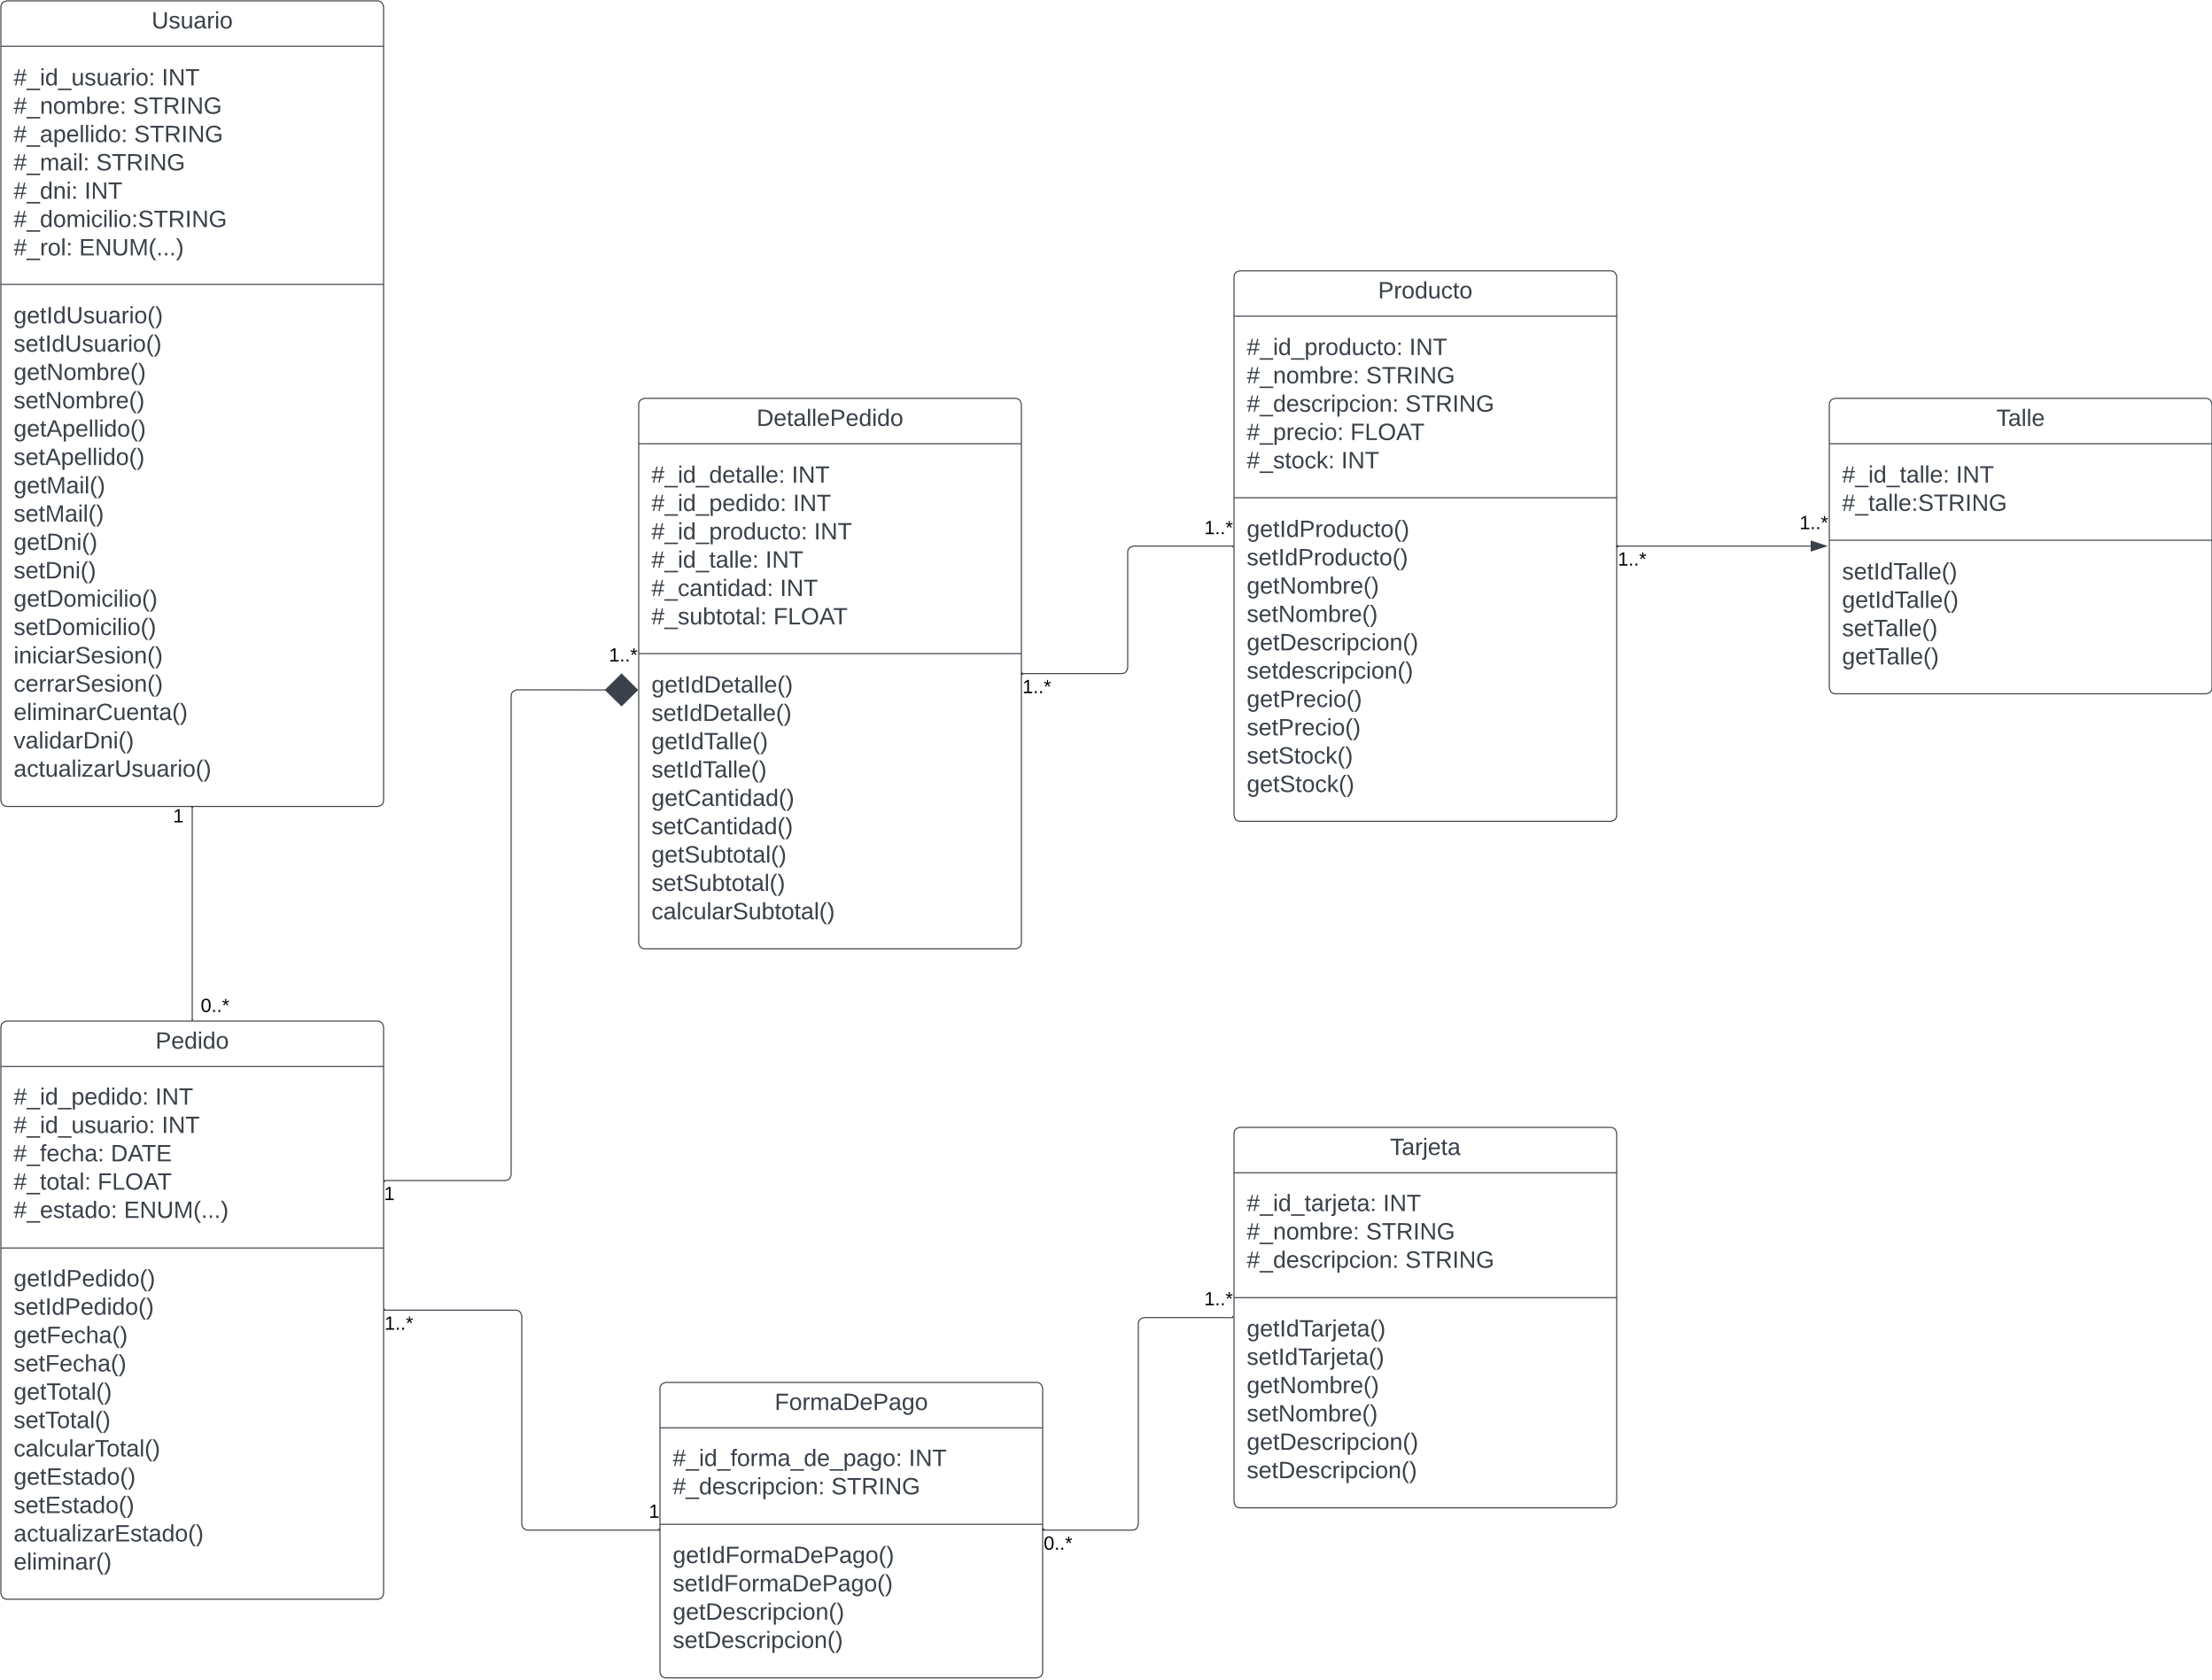 Usuario
#_id_usuario: INT
#_nombre: STRING
#_apellido: STRING
#_mail: STRING
#_dni: INT
#_domicilio:STRING
#_rol: ENUM(...)
getIdUsuario()
setIdUsuario()
getNombre()
setNombre()
getApellido()
setApellido()
getMail()
setMail()
getDni()
setDni()
getDomicilio()
setDomicilio()
iniciarSesion()
cerrarSesion()
eliminarCuenta()
validarDni()
actualizarUsuario()
1
0..*
Pedido
#_id_pedido: INT
#_id_usuario: INT
#_fecha: DATE
#_total: FLOAT
#_estado: ENUM(...)
getIdPedido()
setIdPedido()
getFecha()
setFecha()
getTotal()
setTotal()
calcularTotal()
getEstado()
setEstado()
actualizarEstado()
eliminar()
1
1..*
1..*
DetallePedido
#_id_detalle: INT
#_id_pedido: INT
#_id_producto: INT
#_id_talle: INT
#_cantidad: INT
#_subtotal: FLOAT
getIdDetalle()
setIdDetalle()
getIdTalle()
setIdTalle()
getCantidad()
setCantidad()
getSubtotal()
setSubtotal()
calcularSubtotal()
1..*
1..*
Producto
#_id_producto: INT
#_nombre: STRING
#_descripcion: STRING
#_precio: FLOAT
#_stock: INT
getIdProducto()
setIdProducto()
getNombre()
setNombre()
getDescripcion()
setdescripcion()
getPrecio()
setPrecio()
setStock()
getStock()
1..*
1..*
Talle
#_id_talle: INT
#_talle:STRING
setIdTalle()
getIdTalle()
setTalle()
getTalle()
1
FormaDePago
#_id_forma_de_pago: INT
#_descripcion: STRING
getIdFormaDePago()
setIdFormaDePago()
getDescripcion()
setDescripcion()
0..*
1..*
Tarjeta
#_id_tarjeta: INT
#_nombre: STRING
#_descripcion: STRING
getIdTarjeta()
setIdTarjeta()
getNombre()
setNombre()
getDescripcion()
setDescripcion()